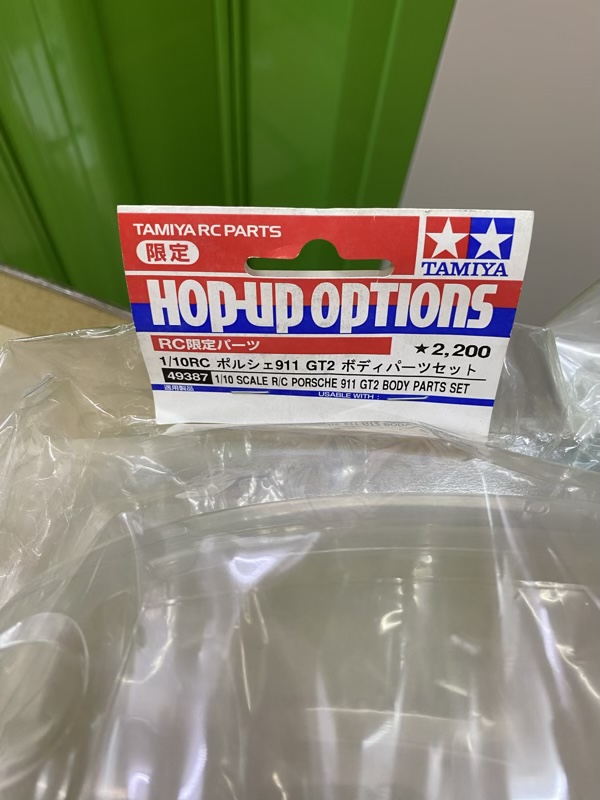 TAMIYA RC PARTS
限定
TAMIYA
HOP-UP OPTIONS
RC限定パーツ
★2,200
1/10RC ポルシェ911 GT2 ボディパーツセット
49387 1/10 SCALE R/C PORSCHE 911 GT2 BODY PARTS SET
適用製品
USABLE WITH :